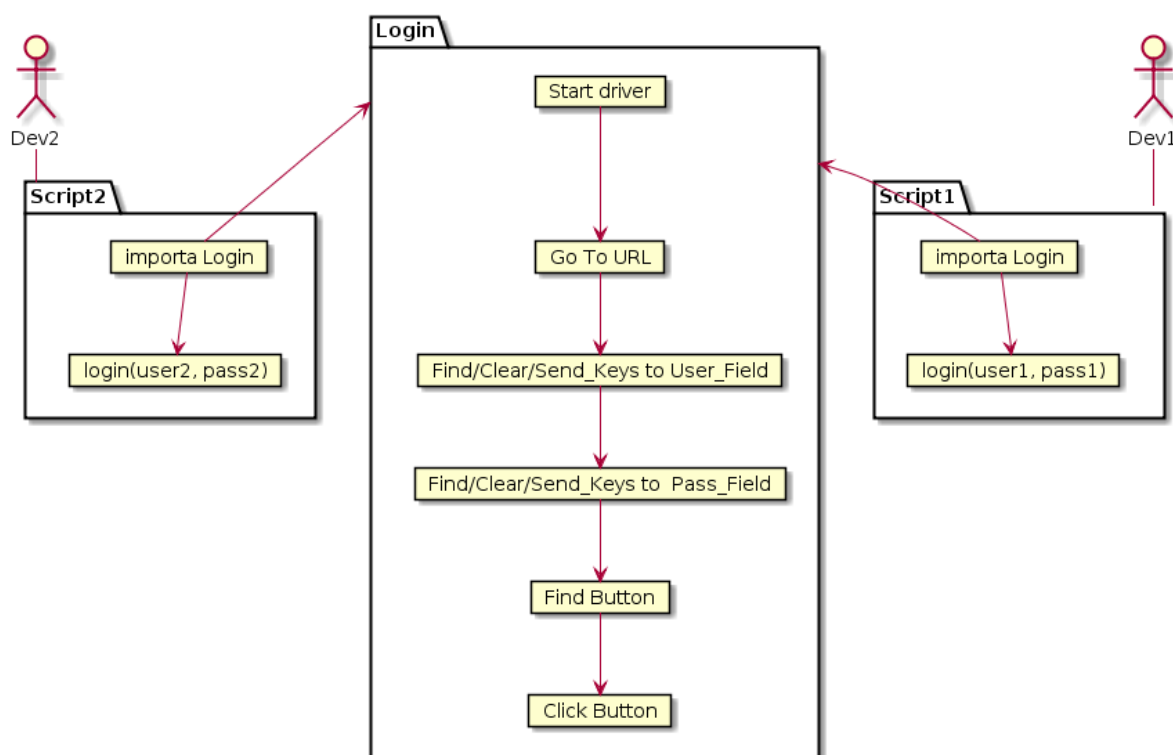 Login
Start driver
Dev2
Dev1
Script2
Script1
importa Login
Go To URL
importa Login
login(user2, pass2)
Find/Clear/Send_Keys to User_Field
login(user1, pass1)
Find/Clear/Send_Keys to  Pass_Field
Find Button
Click Button